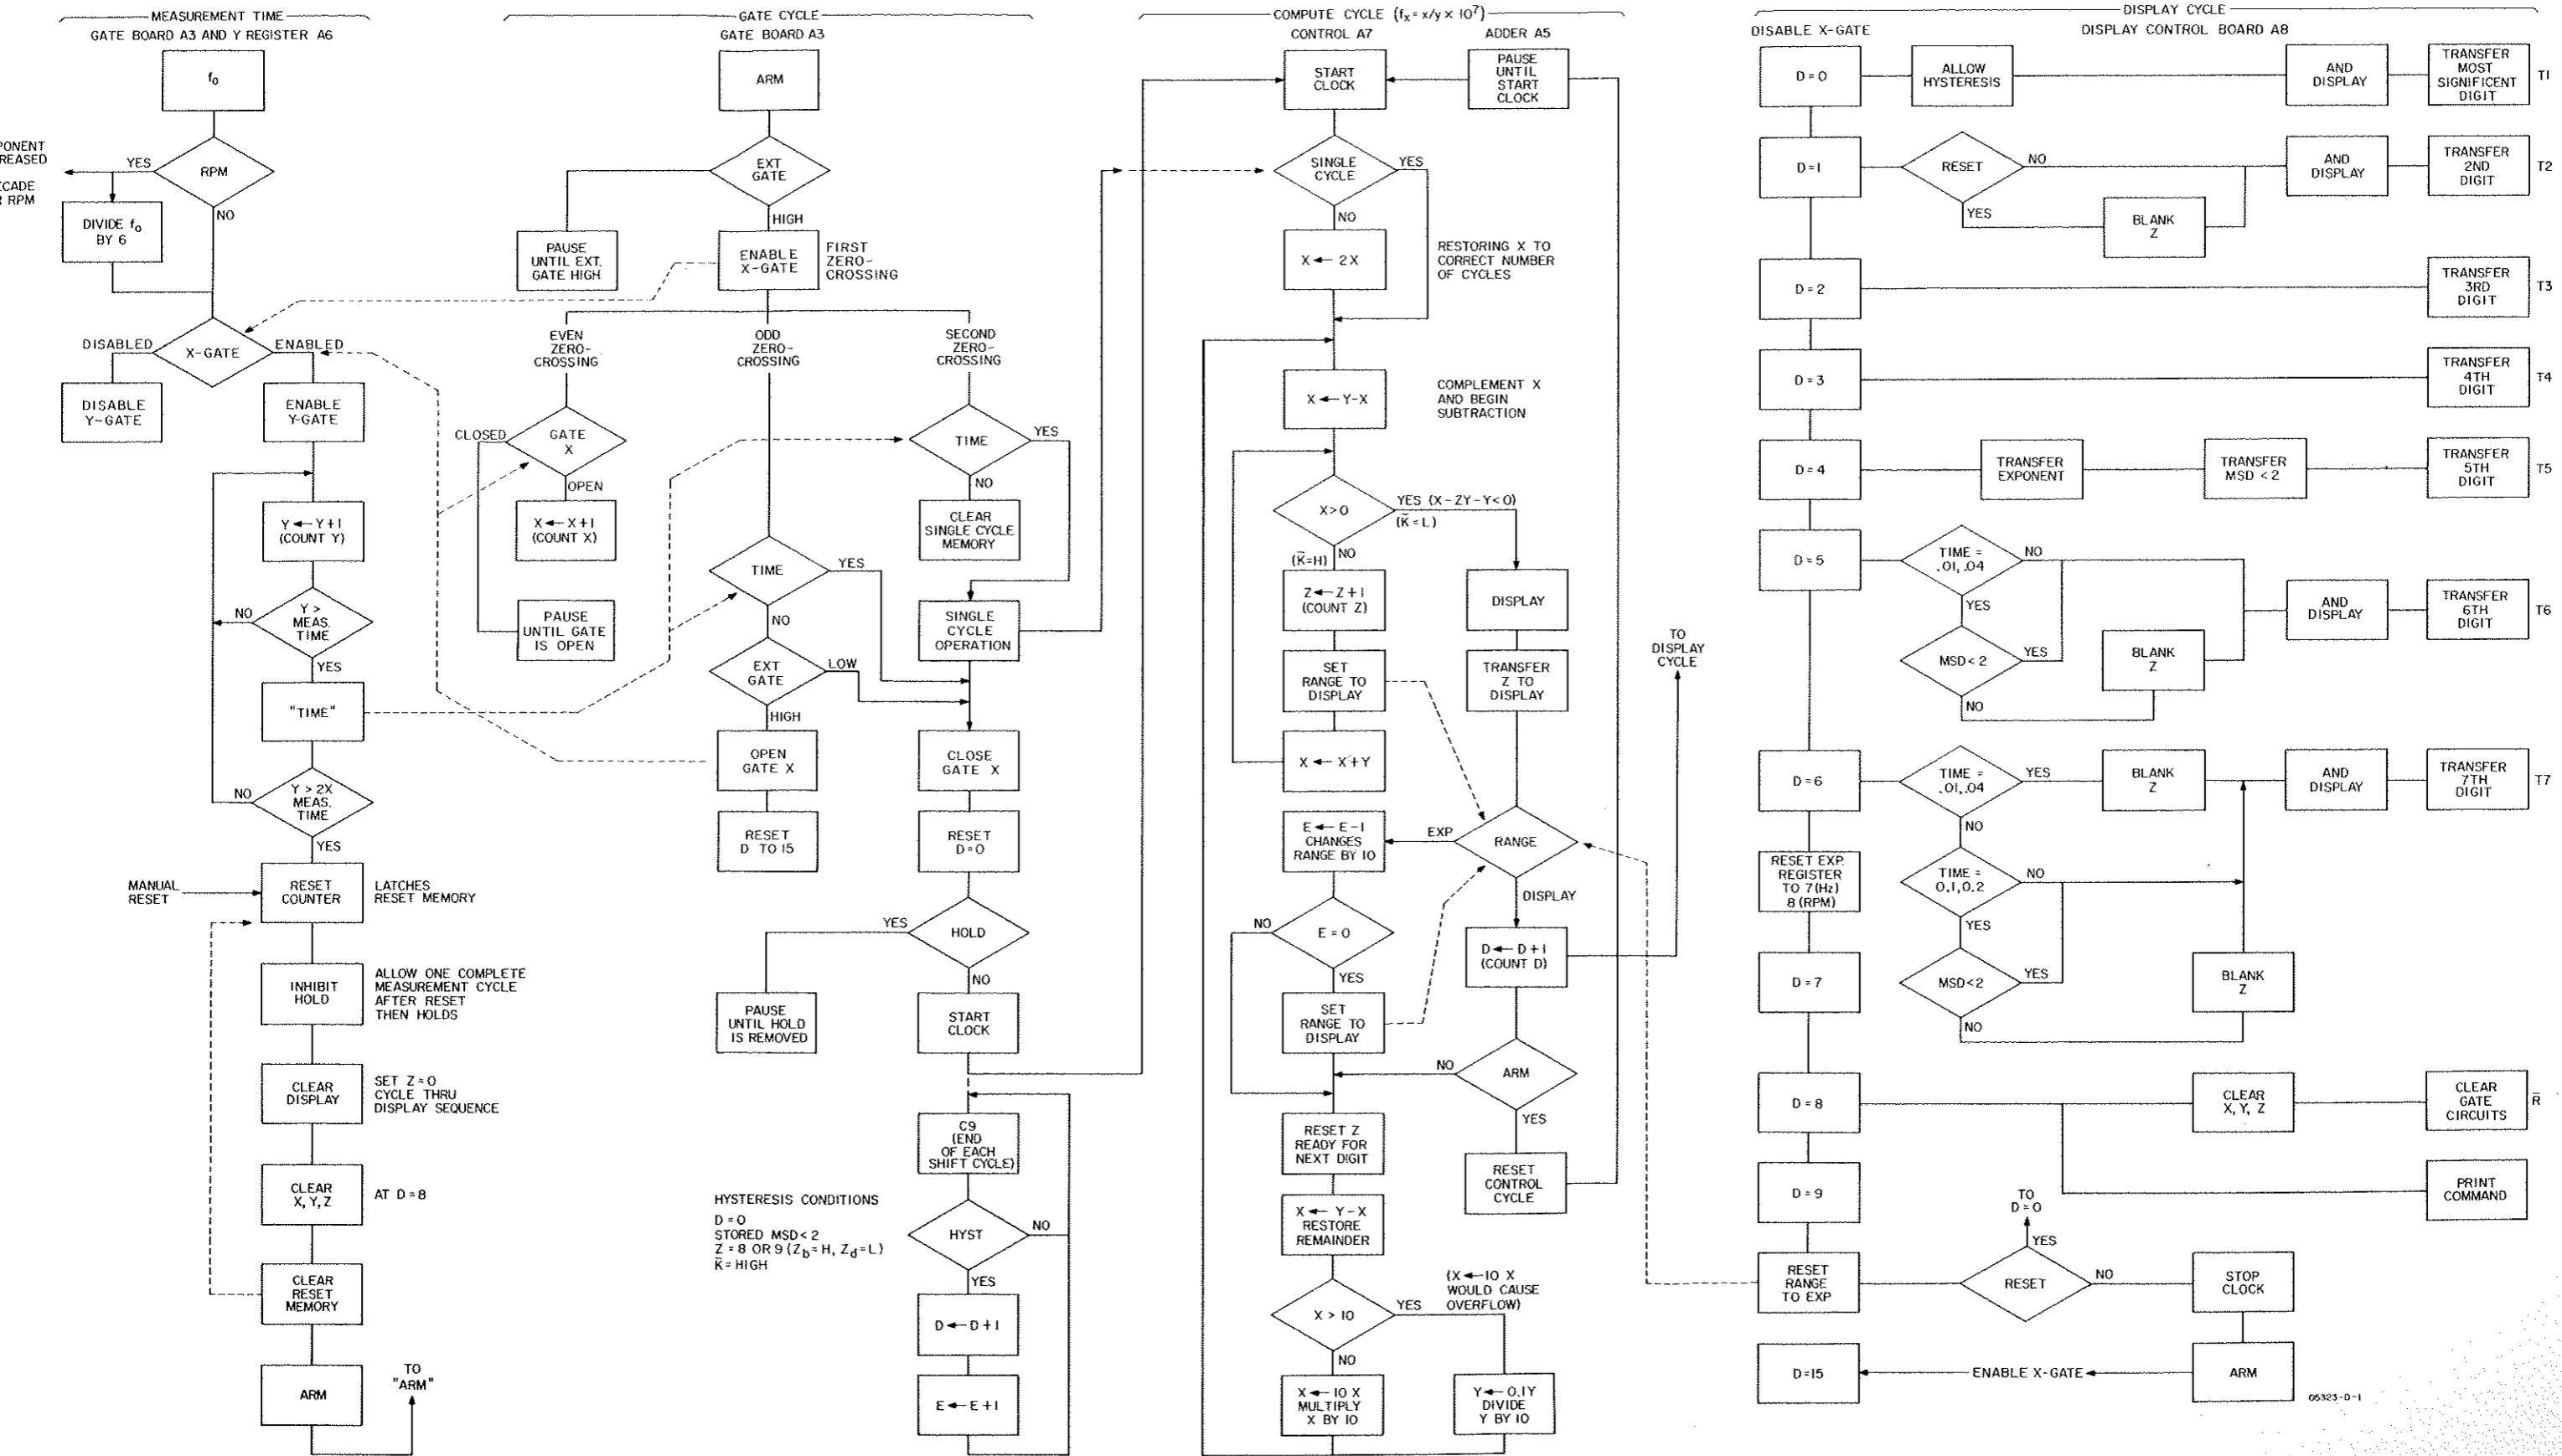 MEASUREMENT TIME
GATE BOARD A3 AND Y REGISTER A6
f₀
RPM
YES
NO
PONENT
REASED
ECADE
R RPM
DIVIDE f₀
BY 6
X-GATE
DISABLED
ENABLED
DISABLE
Y-GATE
ENABLE
Y-GATE
Y ← Y+1
(COUNT Y)
Y >
MEAS.
TIME
NO
YES
"TIME"
Y > 2X
MEAS.
TIME
NO
YES
MANUAL
RESET
RESET
COUNTER
LATCHES
RESET MEMORY
INHIBIT
HOLD
ALLOW ONE COMPLETE
MEASUREMENT CYCLE
AFTER RESET
THEN HOLDS
CLEAR
DISPLAY
SET Z=0
CYCLE THRU
DISPLAY SEQUENCE
CLEAR
X, Y, Z
AT D=8
CLEAR
RESET
MEMORY
ARM
TO
"ARM"
GATE CYCLE
GATE BOARD A3
ARM
EXT
GATE
HIGH
PAUSE
UNTIL EXT.
GATE HIGH
ENABLE
X-GATE
FIRST
ZERO-
CROSSING
EVEN
ZERO-
CROSSING
ODD
ZERO-
CROSSING
SECOND
ZERO-
CROSSING
CLOSED
GATE
X
OPEN
X ← X+1
(COUNT X)
PAUSE
UNTIL GATE
IS OPEN
TIME
YES
NO
CLEAR
SINGLE CYCLE
MEMORY
TIME
YES
NO
SINGLE
CYCLE
OPERATION
EXT
GATE
LOW
HIGH
OPEN
GATE X
CLOSE
GATE X
RESET
D TO 15
RESET
D=0
HOLD
YES
NO
PAUSE
UNTIL HOLD
IS REMOVED
START
CLOCK
C9
(END
OF EACH
SHIFT CYCLE)
HYSTERESIS CONDITIONS
D=0
STORED MSD<2
Z = 8 OR 9 (Zb=H, Zd=L)
K̄ = HIGH
HYST
NO
YES
D ← D+1
E ← E+1
COMPUTE CYCLE (fx = x/y × 10⁷)
CONTROL A7
ADDER A5
START
CLOCK
PAUSE
UNTIL
START
CLOCK
SINGLE
CYCLE
YES
NO
X ← 2X
RESTORING X TO
CORRECT NUMBER
OF CYCLES
X ← Y-X
COMPLEMENT X
AND BEGIN
SUBTRACTION
X>0
YES (X-ZY-Y<0)
(K̄=L)
NO
(K̄=H)
Z ← Z+1
(COUNT Z)
DISPLAY
SET
RANGE TO
DISPLAY
TRANSFER
Z TO
DISPLAY
TO
DISPLAY
CYCLE
X ← X+Y
E ← E-1
CHANGES
RANGE BY 10
EXP
RANGE
DISPLAY
E=0
NO
YES
D ← D+1
(COUNT D)
SET
RANGE TO
DISPLAY
NO
ARM
YES
RESET Z
READY FOR
NEXT DIGIT
RESET
CONTROL
CYCLE
X ← Y-X
RESTORE
REMAINDER
(X ← 10 X
WOULD CAUSE
OVERFLOW)
X > 10
YES
NO
X ← 10 X
MULTIPLY
X BY 10
Y ← 0.1Y
DIVIDE
Y BY 10
DISPLAY CYCLE
DISABLE X-GATE
DISPLAY CONTROL BOARD A8
D=0
ALLOW
HYSTERESIS
AND
DISPLAY
TRANSFER
MOST
SIGNIFICENT
DIGIT
T1
D=1
RESET
NO
YES
BLANK
Z
AND
DISPLAY
TRANSFER
2ND
DIGIT
T2
D=2
TRANSFER
3RD
DIGIT
T3
D=3
TRANSFER
4TH
DIGIT
T4
D=4
TRANSFER
EXPONENT
TRANSFER
MSD <2
TRANSFER
5TH
DIGIT
T5
D=5
TIME =
.01,.04
NO
YES
MSD<2
YES
NO
BLANK
Z
AND
DISPLAY
TRANSFER
6TH
DIGIT
T6
D=6
TIME =
.01,.04
YES
NO
BLANK
Z
AND
DISPLAY
TRANSFER
7TH
DIGIT
T7
RESET EXP.
REGISTER
TO 7(Hz)
8(RPM)
TIME =
0.1,0.2
NO
YES
D=7
MSD<2
YES
NO
BLANK
Z
D=8
CLEAR
X, Y, Z
CLEAR
GATE
CIRCUITS
R̄
D=9
PRINT
COMMAND
TO
D=0
YES
RESET
RANGE
TO EXP
RESET
NO
STOP
CLOCK
D=15
ENABLE X-GATE
ARM
05323-D-1